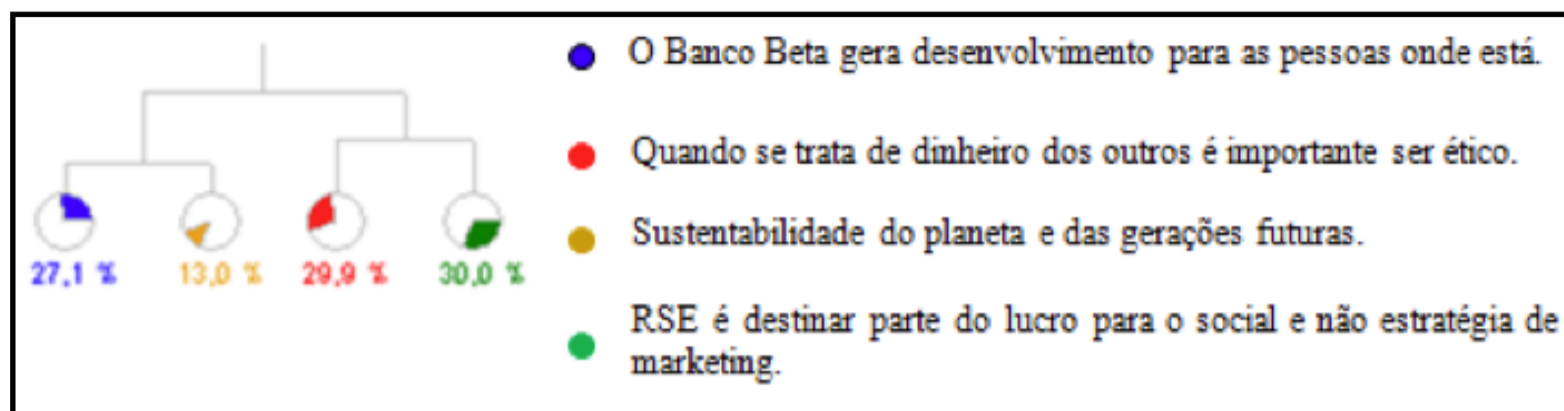 O Banco Beta gera desenvolvimento para as pessoas onde está.
Quando se trata de dinheiro dos outros é importante ser ético.
Sustentabilidade do planeta e das gerações futuras.
RSE é destinar parte do lucro para o social e não estratégia de
marketing.
27,1 % 13,0 % 29,9 % 30,0 %